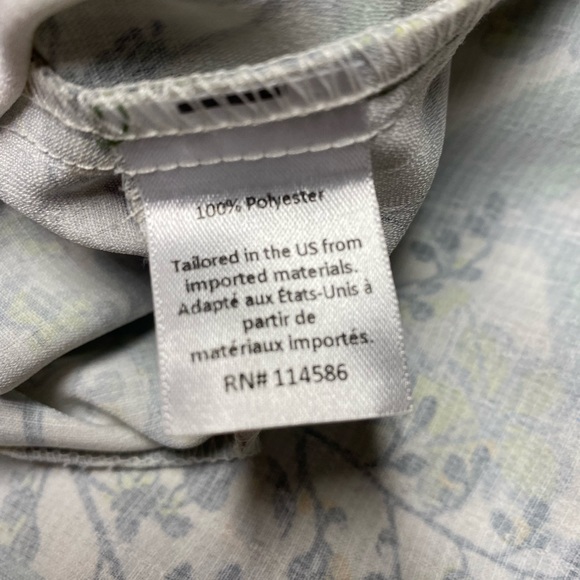 100% Polyester
Tailored in the US from
imported materials.
Adapté aux États-Unis à
partir de
matériaux importés.
RN# 114586